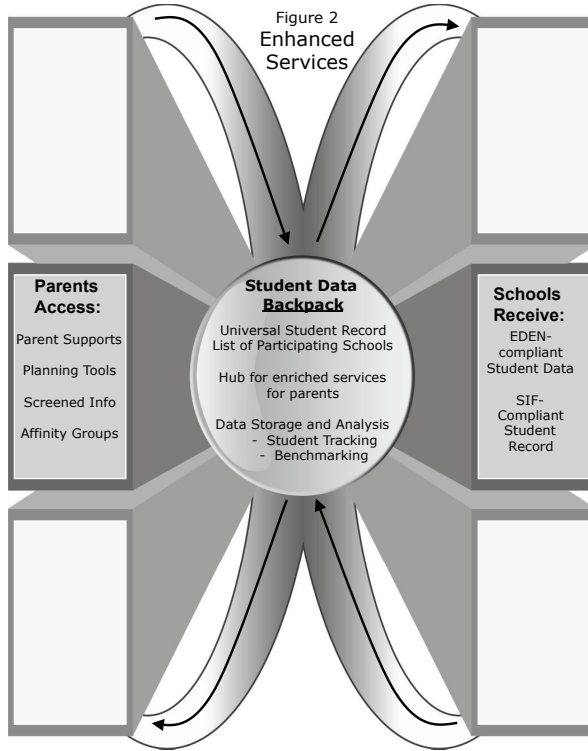 Figure 2
Enhanced
Services
Parents
Access:
Parent Supports
Planning Tools
Screened Info
Affinity Groups
Student Data
Backpack
Universal Student Record
List of Participating Schools
Hub for enriched services
for parents
Data Storage and Analysis
- Student Tracking
- Benchmarking
Schools
Receive:
EDEN-
compliant
Student Data
SIF-
Compliant
Student
Record